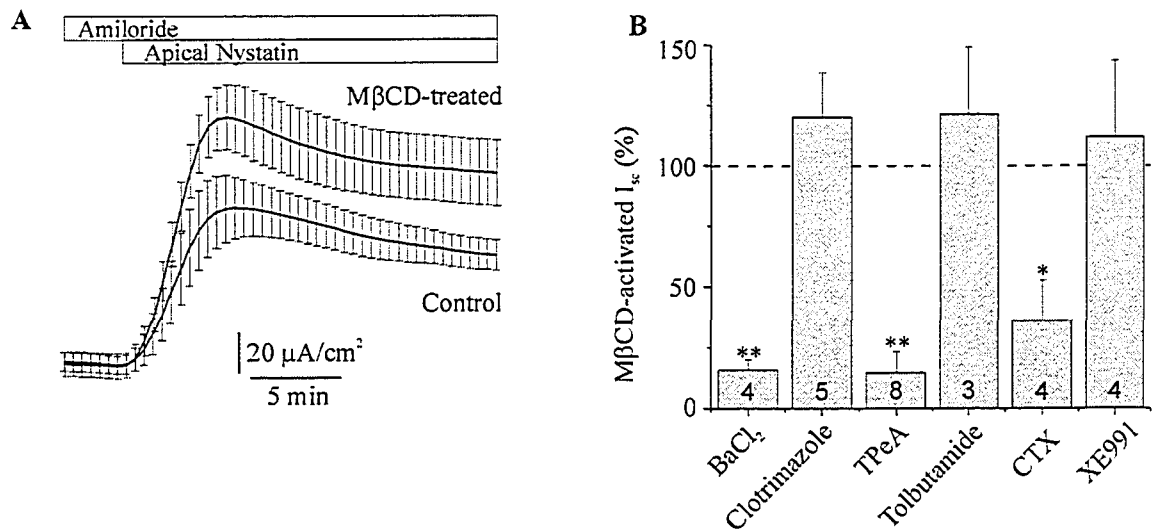 A
Amiloride
Apical Nystatin
MβCD-treated
Control
20 μA/cm²
5 min
B
MβCD-activated Isc (%)
150
100
50
0
**
**
*
4
5
8
3
4
4
BaCl₂
Clotrimazole
TPeA
Tolbutamide
CTX
XE991